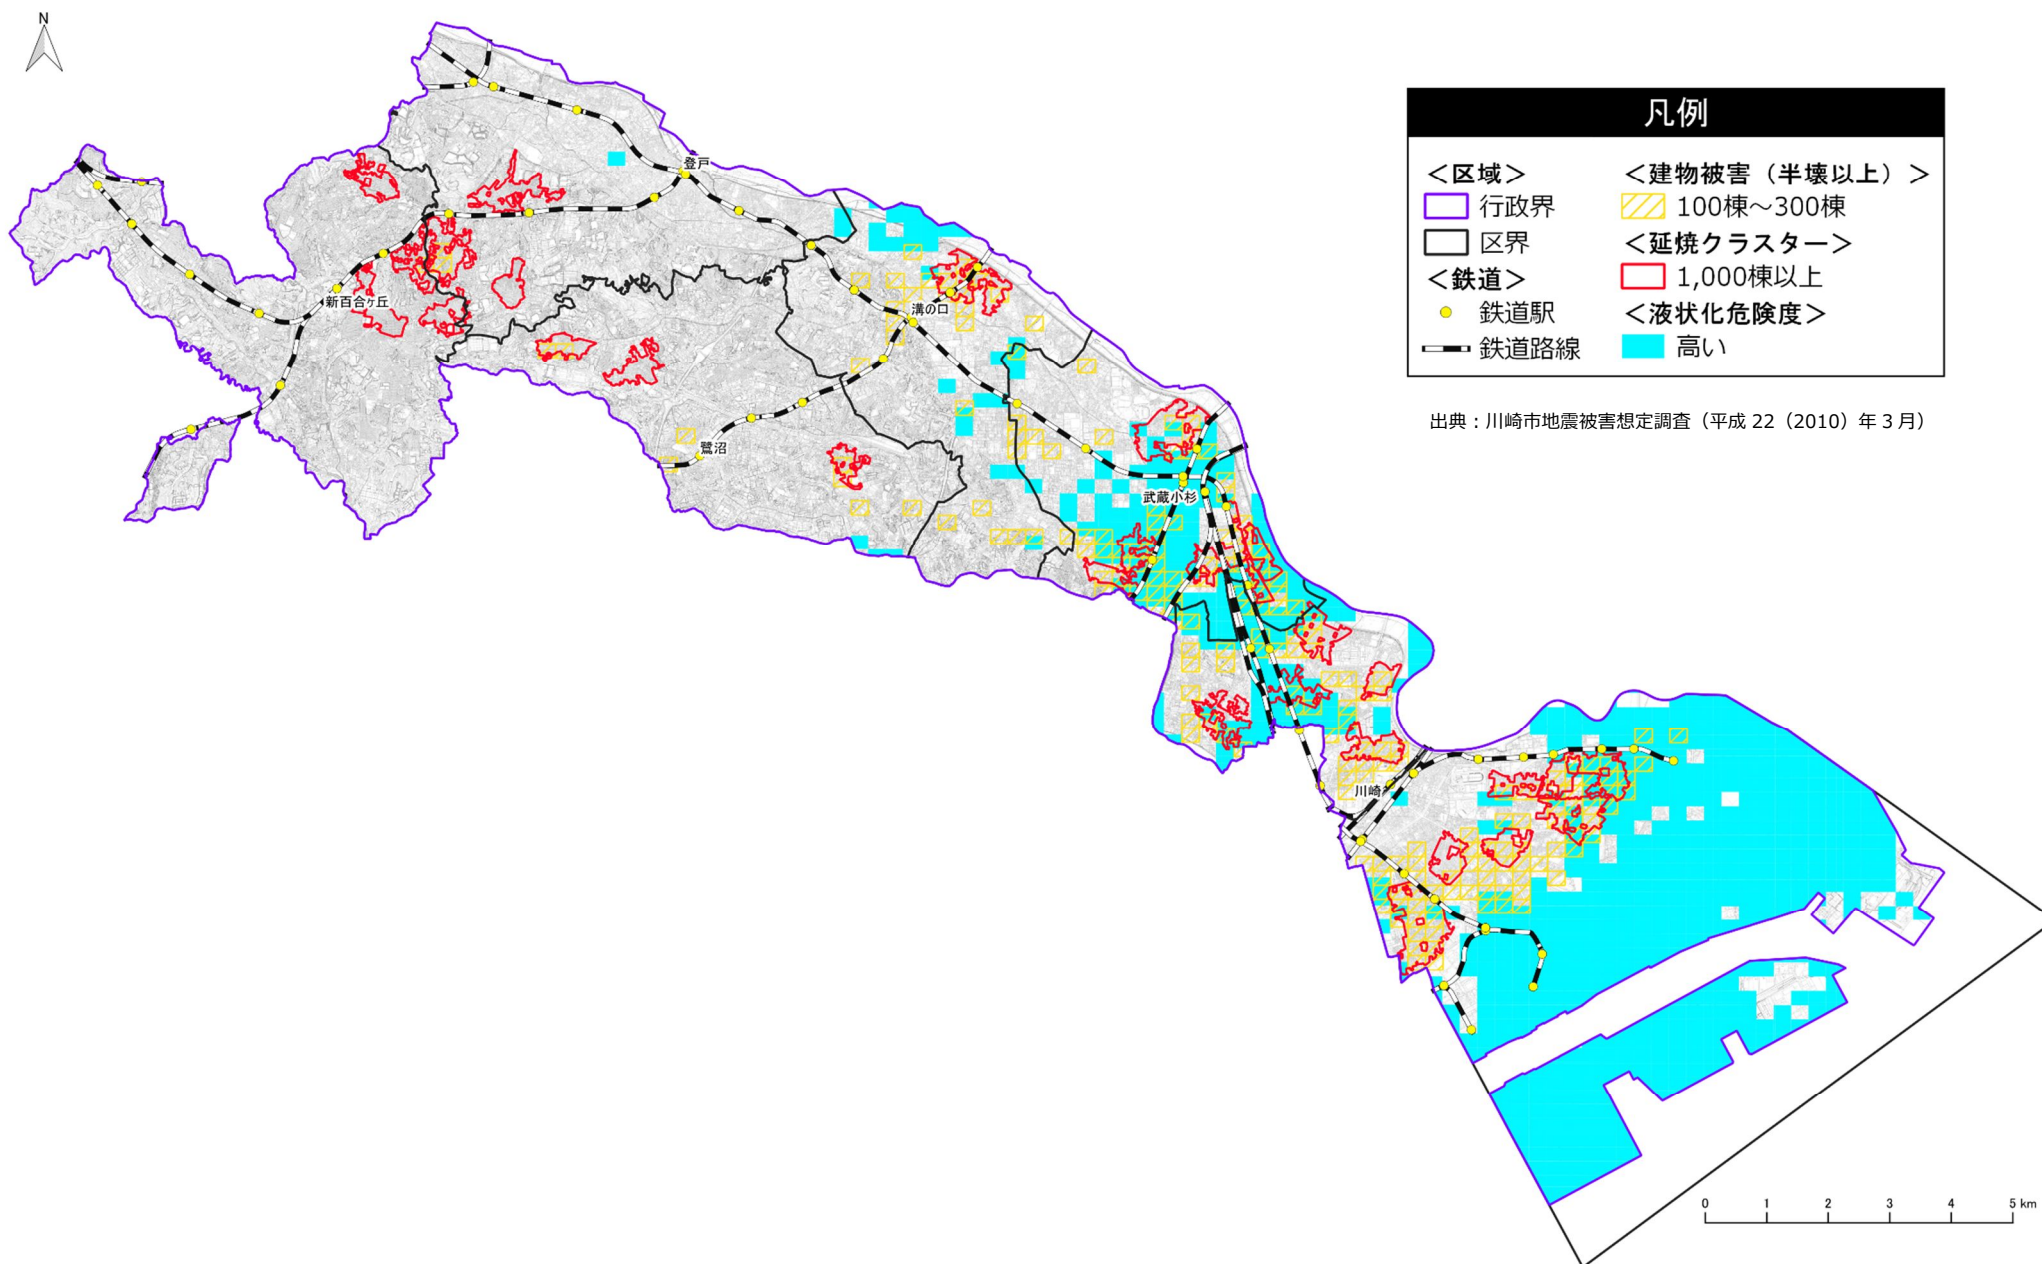 N
凡例
＜区域＞
行政界
区界
＜鉄道＞
鉄道駅
鉄道路線
＜建物被害（半壊以上）＞
100棟～300棟
＜延焼クラスター＞
1,000棟以上
＜液状化危険度＞
高い
出典：川崎市地震被害想定調査（平成 22（2010）年 3 月）
登戸
新百合ヶ丘
溝の口
鷺沼
武蔵小杉
川崎
0 1 2 3 4 5 km